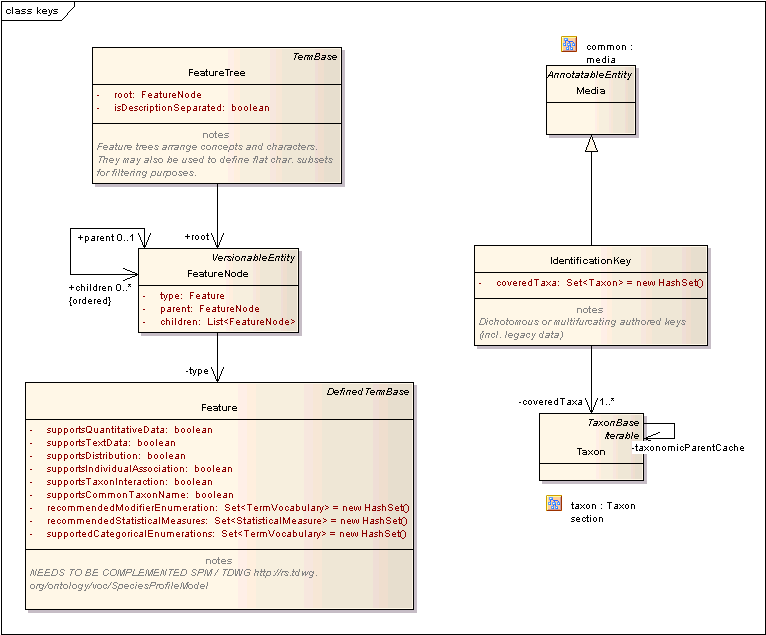 class keys
TermBase
FeatureTree
- root: FeatureNode
- isDescriptionSeparated: boolean
notes
Feature trees arrange concepts and characters.
They may also be used to define flat char. subsets
for filtering purposes.
+parent 0..1
+root
+children 0..*
{ordered}
VersionableEntity
FeatureNode
- type: Feature
- parent: FeatureNode
- children: List<FeatureNode>
-type
DefinedTermBase
Feature
- supportsQuantitativeData: boolean
- supportsTextData: boolean
- supportsDistribution: boolean
- supportsIndividualAssociation: boolean
- supportsTaxonInteraction: boolean
- supportsCommonTaxonName: boolean
- recommendedModifierEnumeration: Set<TermVocabulary> = new HashSet()
- recommendedStatisticalMeasures: Set<StatisticalMeasure> = new HashSet()
- supportedCategoricalEnumerations: Set<TermVocabulary> = new HashSet()
notes
NEEDS TO BE COMPLEMENTED SPM / TDWG http://rs.tdwg.
org/ontology/voc/SpeciesProfileModel
common :
media
AnnotatableEntity
Media
IdentificationKey
- coveredTaxa: Set<Taxon> = new HashSet()
notes
Dichotomous or multifurcating authored keys
(incl. legacy data)
-coveredTaxa 1..*
TaxonBase
Iterable
Taxon
-taxonomicParentCache
taxon : Taxon
section